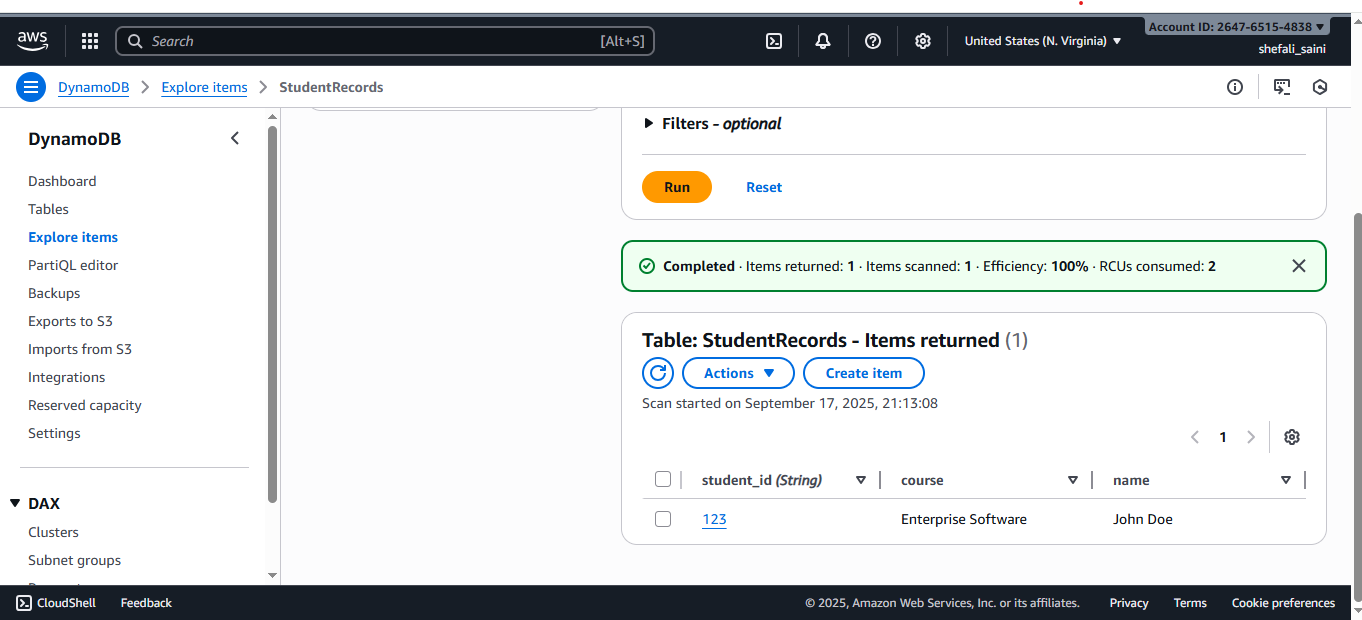 aws
Search [Alt+S]
United States (N. Virginia)
Account ID: 2647-6515-4838
shefali_saini
DynamoDB > Explore items > StudentRecords
DynamoDB
Dashboard
Tables
Explore items
PartiQL editor
Backups
Exports to S3
Imports from S3
Integrations
Reserved capacity
Settings
DAX
Clusters
Subnet groups
Filters - optional
Run Reset
Completed · Items returned: 1 · Items scanned: 1 · Efficiency: 100% · RCUs consumed: 2
Table: StudentRecords - Items returned (1)
Actions Create item
Scan started on September 17, 2025, 21:13:08
1
student_id (String) course name
123 Enterprise Software John Doe
CloudShell Feedback © 2025, Amazon Web Services, Inc. or its affiliates. Privacy Terms Cookie preferences